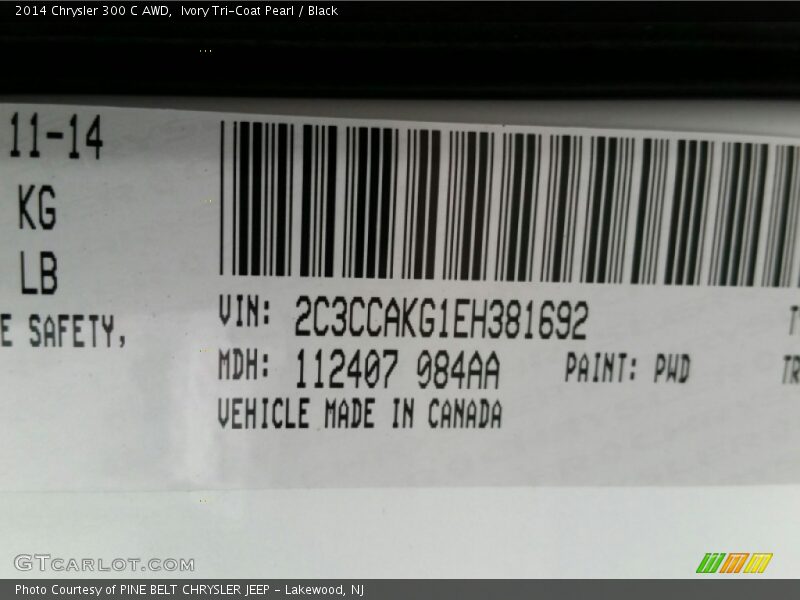 2014 Chrysler 300 C AWD,  Ivory Tri-Coat Pearl / Black
11-14
KG
LB
E SAFETY,
VIN: 2C3CCAKG1EH381692 T
MDH: 112407 984AA PAINT: PWD TR
VEHICLE MADE IN CANADA
GTCARLOT.COM
Photo Courtesy of PINE BELT CHRYSLER JEEP - Lakewood, NJ